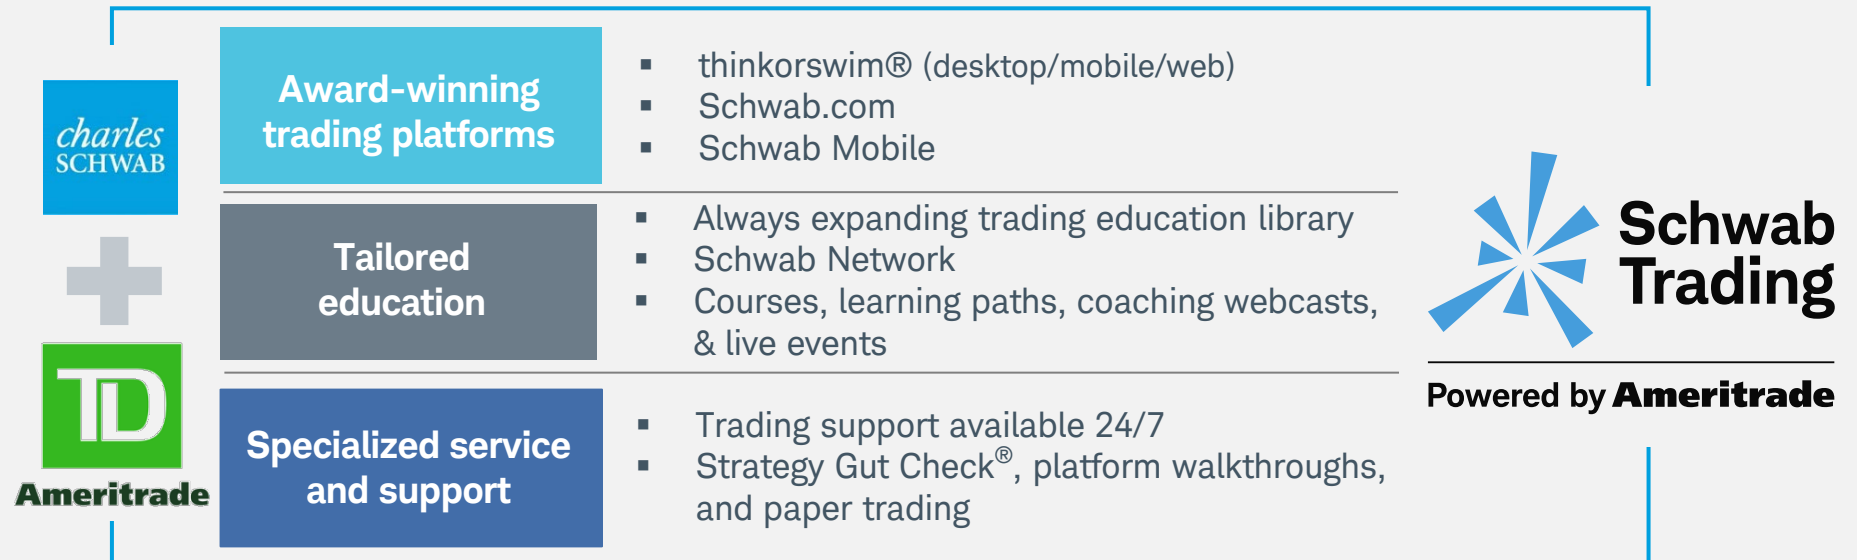 charles
SCHWAB
TD
Ameritrade
Award-winning
trading platforms
▪ thinkorswim® (desktop/mobile/web)
▪ Schwab.com
▪ Schwab Mobile
Tailored
education
▪ Always expanding trading education library
▪ Schwab Network
▪ Courses, learning paths, coaching webcasts,
& live events
Specialized service
and support
▪ Trading support available 24/7
▪ Strategy Gut Check®, platform walkthroughs,
and paper trading
Schwab
Trading
Powered by Ameritrade